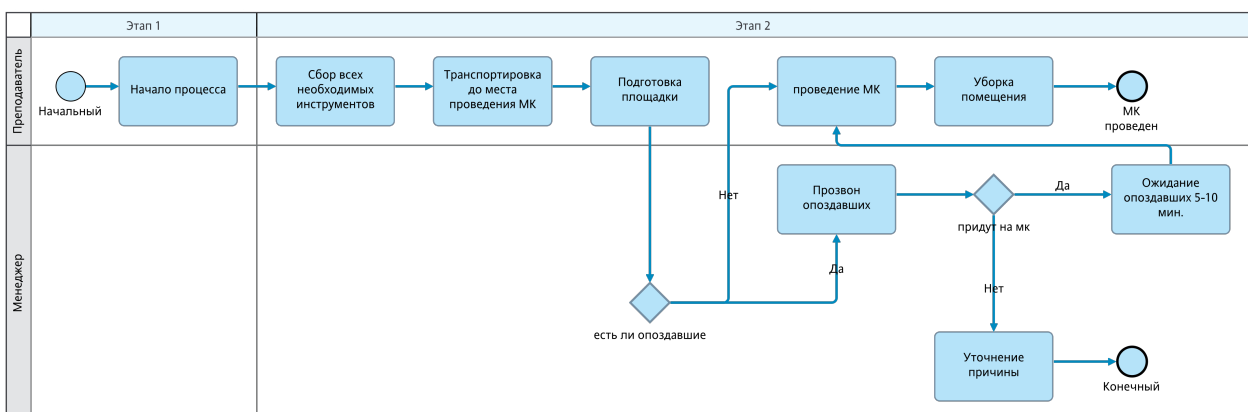 Этап 1
Этап 2
Преподаватель
Начальный
Начало процесса
Сбор всех
необходимых
инструментов
Транспортировка
до места
проведения МК
Подготовка
площадки
проведение МК
Уборка
помещения
МК
проведен
Менеджер
Нет
Прозвон
опоздавших
придут на мк
Да
Ожидание
опоздавших 5-10
мин.
Да
Нет
есть ли опоздавшие
Уточнение
причины
Конечный